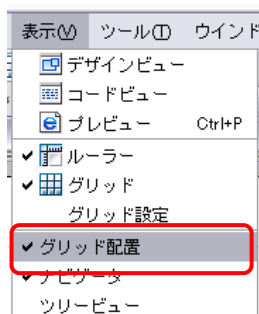 表示(V) ツール(T) ウインド
デザインビュー
コードビュー
プレビュー Ctrl+P
ルーラー
グリッド
グリッド設定
グリッド配置
ナビゲータ
ツリービュー